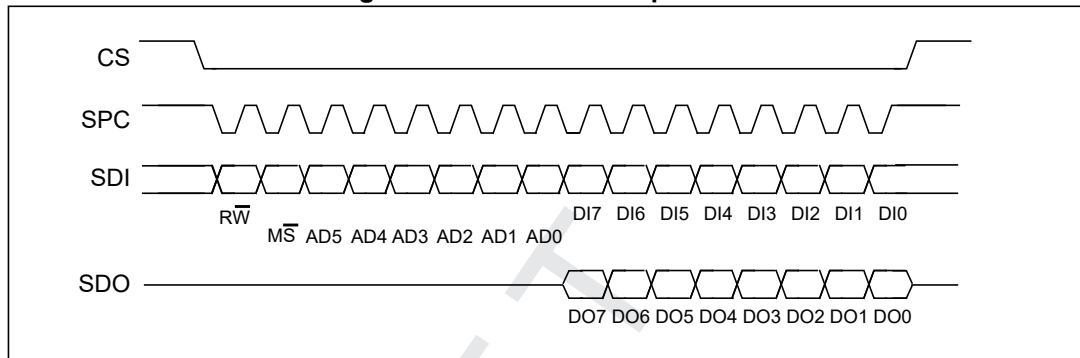 CS
SPC
SDI
RW̅
DI7 DI6 DI5 DI4 DI3 DI2 DI1 DI0
MS̅ AD5 AD4 AD3 AD2 AD1 AD0
SDO
DO7 DO6 DO5 DO4 DO3 DO2 DO1 DO0